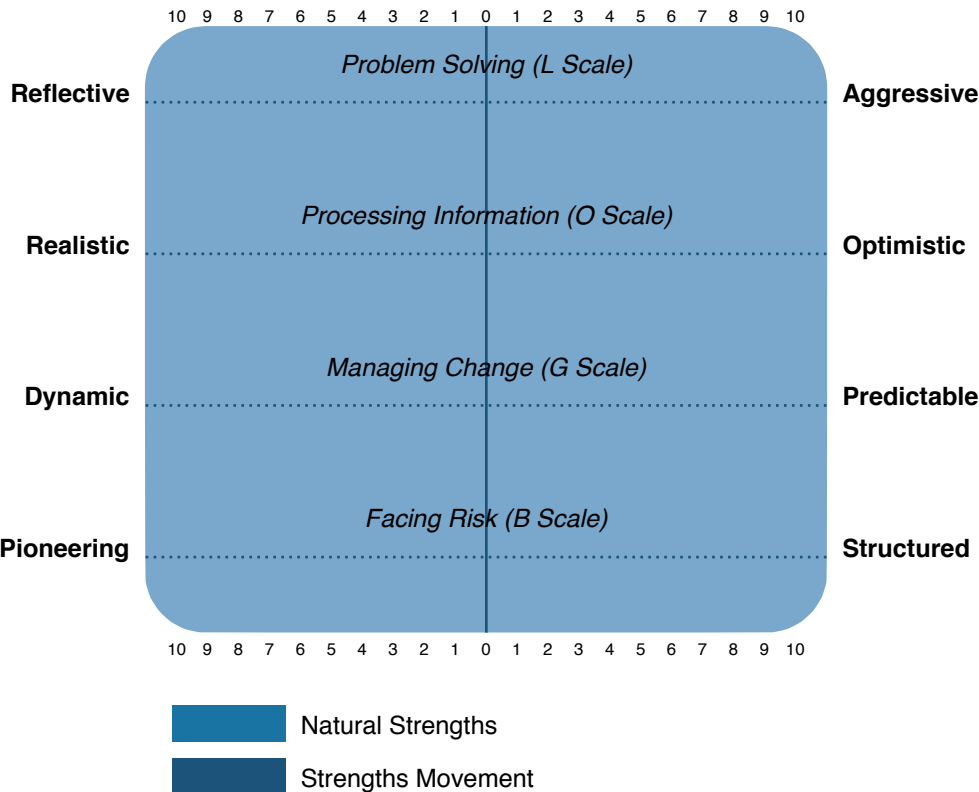 10 9 8 7 6 5 4 3 2 1 0 1 2 3 4 5 6 7 8 9 10
Problem Solving (L Scale)
Reflective Aggressive
Processing Information (O Scale)
Realistic Optimistic
Managing Change (G Scale)
Dynamic Predictable
Facing Risk (B Scale)
Pioneering Structured
10 9 8 7 6 5 4 3 2 1 0 1 2 3 4 5 6 7 8 9 10
Natural Strengths
Strengths Movement